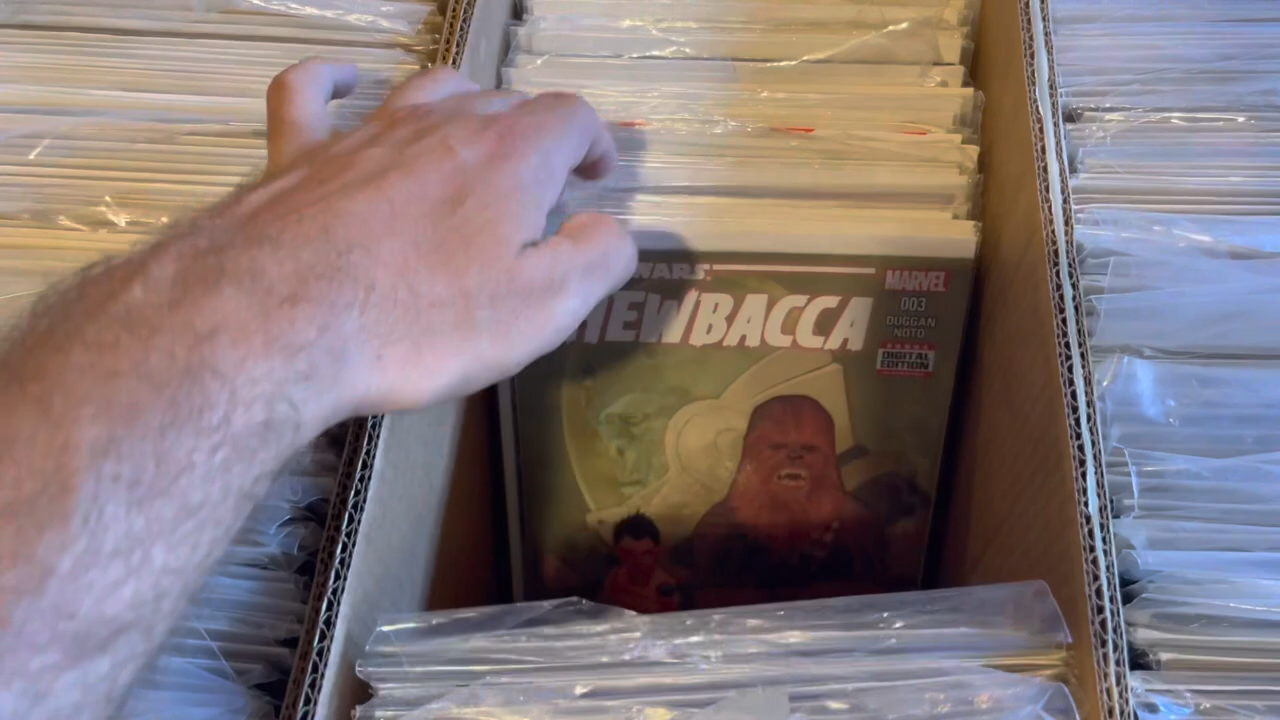 WARS
HEWBACCA
MARVEL
003
DUGGAN
NOTO
DIGITAL
EDITION